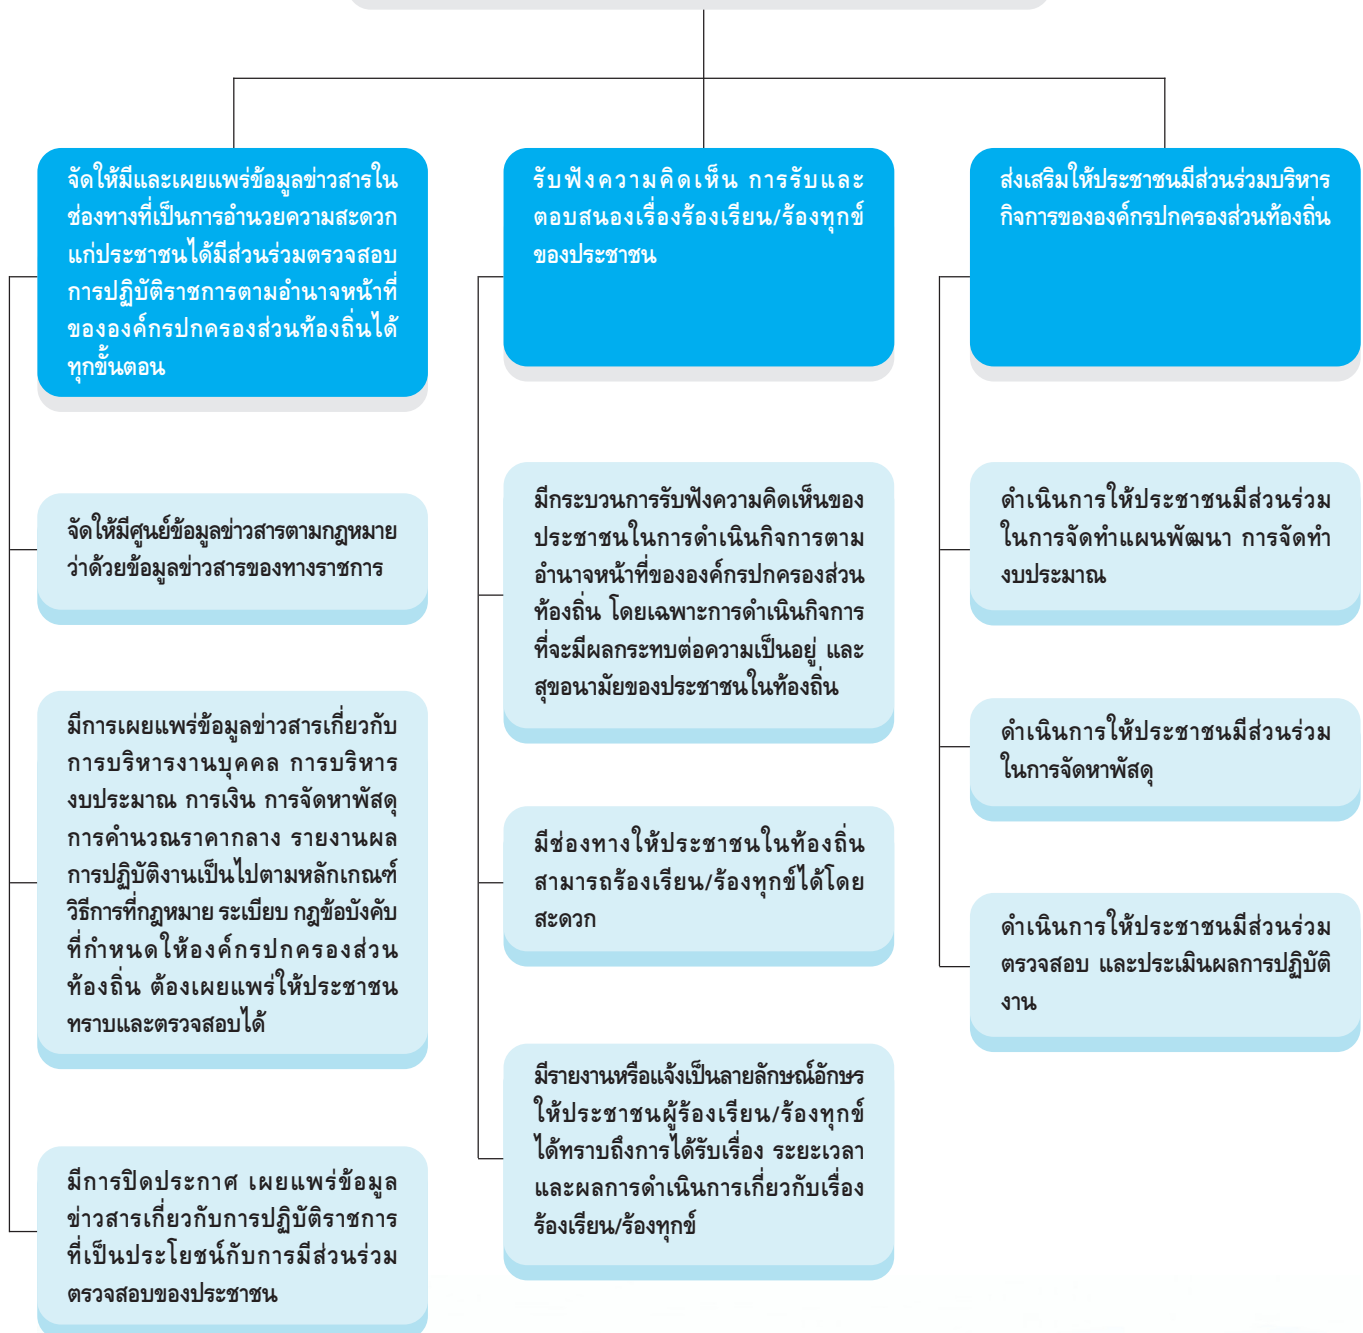 จัดให้มีและเผยแพร่ข้อมูลข่าวสารใน
ช่องทางที่เป็นการอำนวยความสะดวก
แก่ประชาชนได้มีส่วนร่วมตรวจสอบ
การปฏิบัติราชการตามอำนาจหน้าที่
ขององค์กรปกครองส่วนท้องถิ่นได้
ทุกขั้นตอน
จัดให้มีศูนย์ข้อมูลข่าวสารตามกฎหมาย
ว่าด้วยข้อมูลข่าวสารของทางราชการ
มีการเผยแพร่ข้อมูลข่าวสารเกี่ยวกับ
การบริหารงานบุคคล การบริหาร
งบประมาณ การเงิน การจัดหาพัสดุ
การคำนวณราคากลาง รายงานผล
การปฏิบัติงานเป็นไปตามหลักเกณฑ์
วิธีการที่กฎหมาย ระเบียบ กฎข้อบังคับ
ที่กำหนดให้องค์กรปกครองส่วน
ท้องถิ่น ต้องเผยแพร่ให้ประชาชน
ทราบและตรวจสอบได้
มีการปิดประกาศ เผยแพร่ข้อมูล
ข่าวสารเกี่ยวกับการปฏิบัติราชการ
ที่เป็นประโยชน์กับการมีส่วนร่วม
ตรวจสอบของประชาชน
รับฟังความคิดเห็น การรับและ
ตอบสนองเรื่องร้องเรียน/ร้องทุกข์
ของประชาชน
มีกระบวนการรับฟังความคิดเห็นของ
ประชาชนในการดำเนินกิจการตาม
อำนาจหน้าที่ขององค์กรปกครองส่วน
ท้องถิ่น โดยเฉพาะการดำเนินกิจการ
ที่จะมีผลกระทบต่อความเป็นอยู่ และ
สุขอนามัยของประชาชนในท้องถิ่น
มีช่องทางให้ประชาชนในท้องถิ่น
สามารถร้องเรียน/ร้องทุกข์ได้โดย
สะดวก
มีรายงานหรือแจ้งเป็นลายลักษณ์อักษร
ให้ประชาชนผู้ร้องเรียน/ร้องทุกข์
ได้ทราบถึงการได้รับเรื่อง ระยะเวลา
และผลการดำเนินการเกี่ยวกับเรื่อง
ร้องเรียน/ร้องทุกข์
ส่งเสริมให้ประชาชนมีส่วนร่วมบริหาร
กิจการขององค์กรปกครองส่วนท้องถิ่น
ดำเนินการให้ประชาชนมีส่วนร่วม
ในการจัดทำแผนพัฒนา การจัดทำ
งบประมาณ
ดำเนินการให้ประชาชนมีส่วนร่วม
ในการจัดหาพัสดุ
ดำเนินการให้ประชาชนมีส่วนร่วม
ตรวจสอบ และประเมินผลการปฏิบัติ
งาน